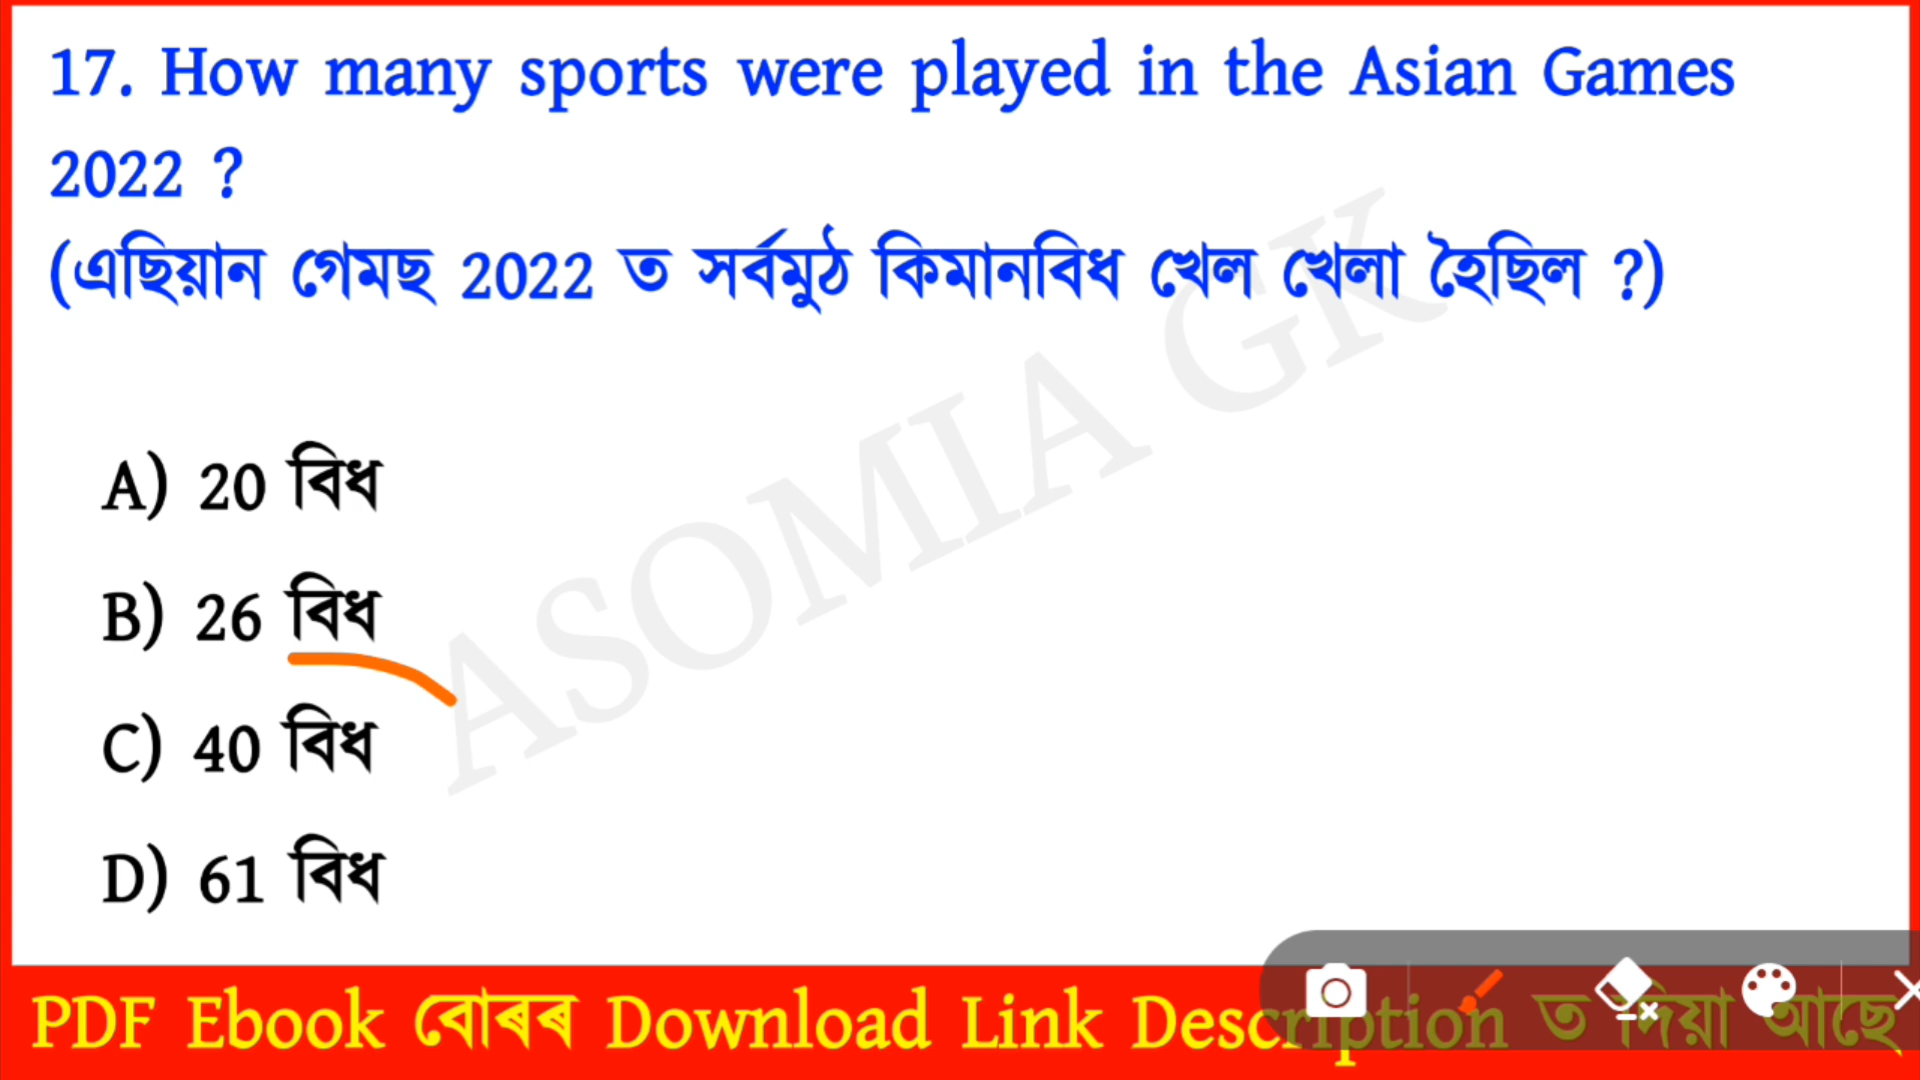 17. How many sports were played in the Asian Games
2022 ?
(এছিয়ান গেমছ 2022 ত সৰ্বমুঠ কিমানবিধ খেল খেলা হৈছিল ?)
A) 20 বিধ
B) 26 বিধ
C) 40 বিধ
D) 61 বিধ
ASOMIA GK
PDF Ebook বোৰৰ Download Link Description ত দিয়া আছে